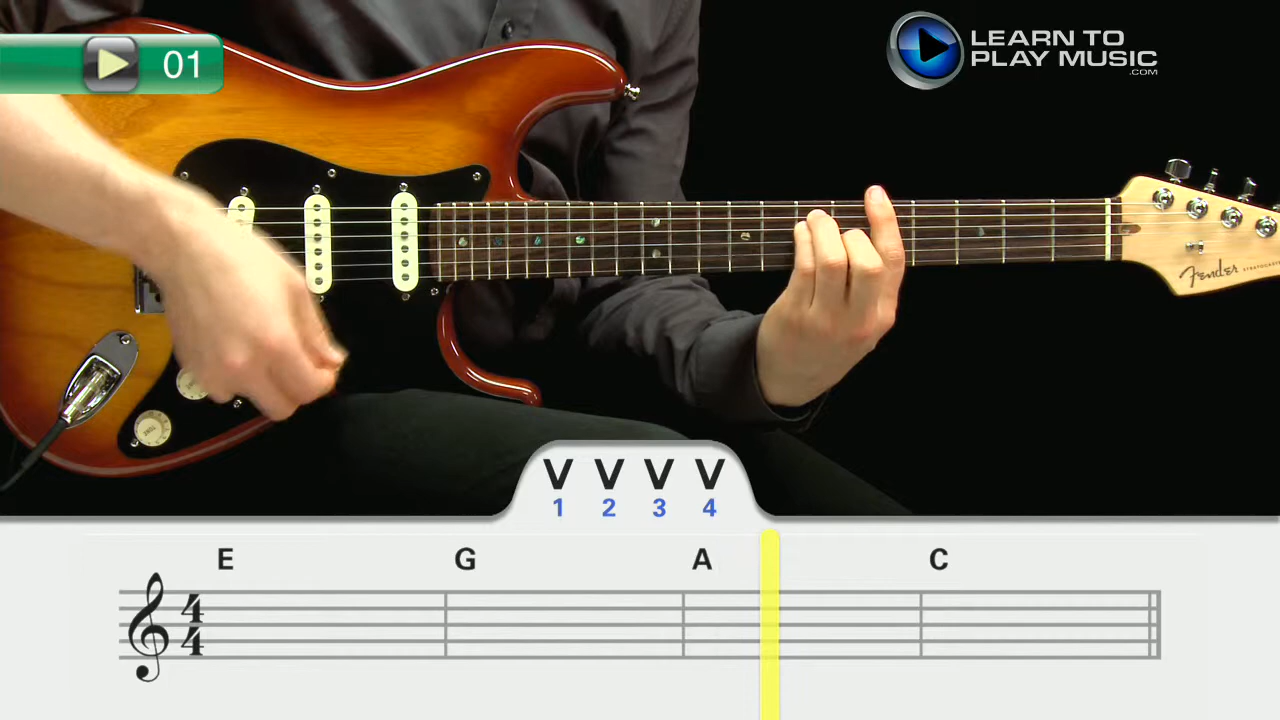 01
LEARN TO
PLAY MUSIC
.COM
Fender
V V V V
1 2 3 4
E G A C
4
4